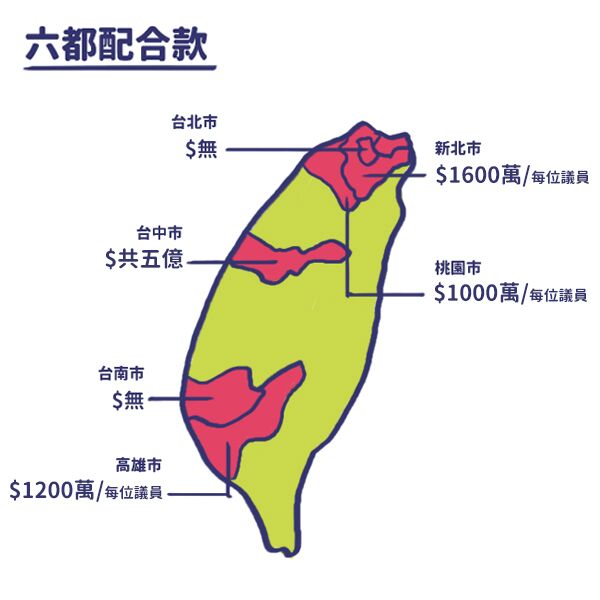 六都配合款
台北市
$無
新北市
$1600萬/每位議員
台中市
$共五億
桃園市
$1000萬/每位議員
台南市
$無
高雄市
$1200萬/每位議員